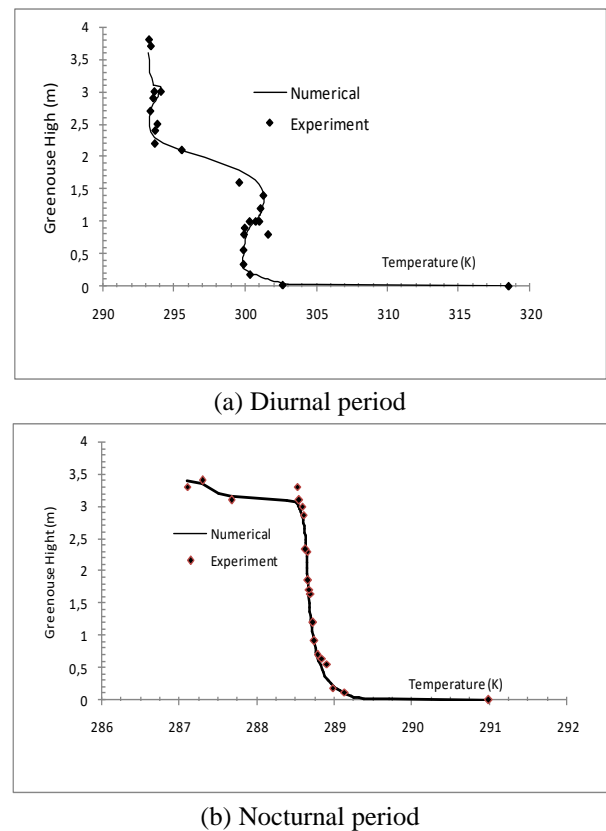 4
3,5
3
2,5
2
1,5
1
0,5
0
Greenouse High (m)
Numerical
Experiment
Temperature (K)
290 295 300 305 310 315 320
(a) Diurnal period
4
3,5
3
2,5
2
1,5
1
0,5
0
Greenouse Hight (m)
Numerical
Experiment
Temperature (K)
286 287 288 289 290 291 292
(b) Nocturnal period